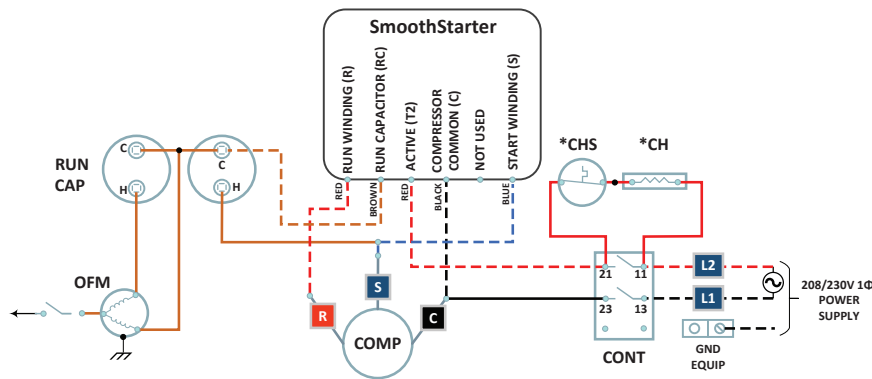 SmoothStarter
RUN WINDING (R)
RUN CAPACITOR (RC)
ACTIVE (T2)
COMPRESSOR
COMMON (C)
NOT USED
START WINDING (S)
RED
BROWN
RED
BLACK
BLUE
*CHS
*CH
RUN
CAP
C
H
C
H
OFM
S
R
C
COMP
21
11
23
13
CONT
L2
L1
GND
EQUIP
208/230V 1Φ
POWER
SUPPLY